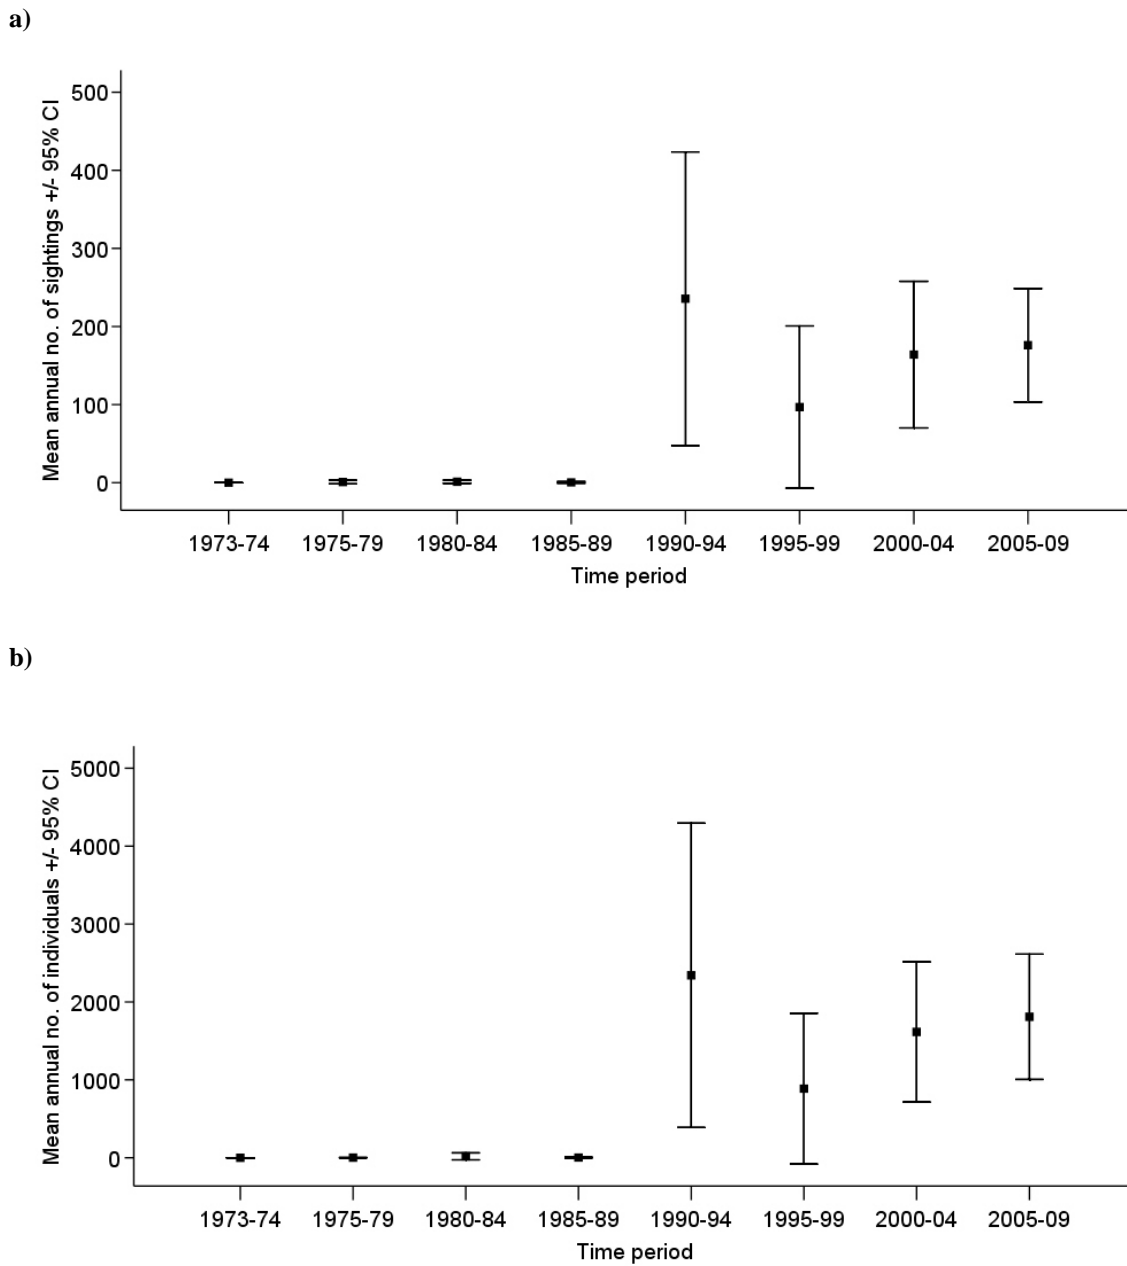 a)
Mean annual no. of sightings +/- 95% CI
500
400
300
200
100
0
1973-74 1975-79 1980-84 1985-89 1990-94 1995-99 2000-04 2005-09
Time period
b)
Mean annual no. of individuals +/- 95% CI
5000
4000
3000
2000
1000
0
1973-74 1975-79 1980-84 1985-89 1990-94 1995-99 2000-04 2005-09
Time period